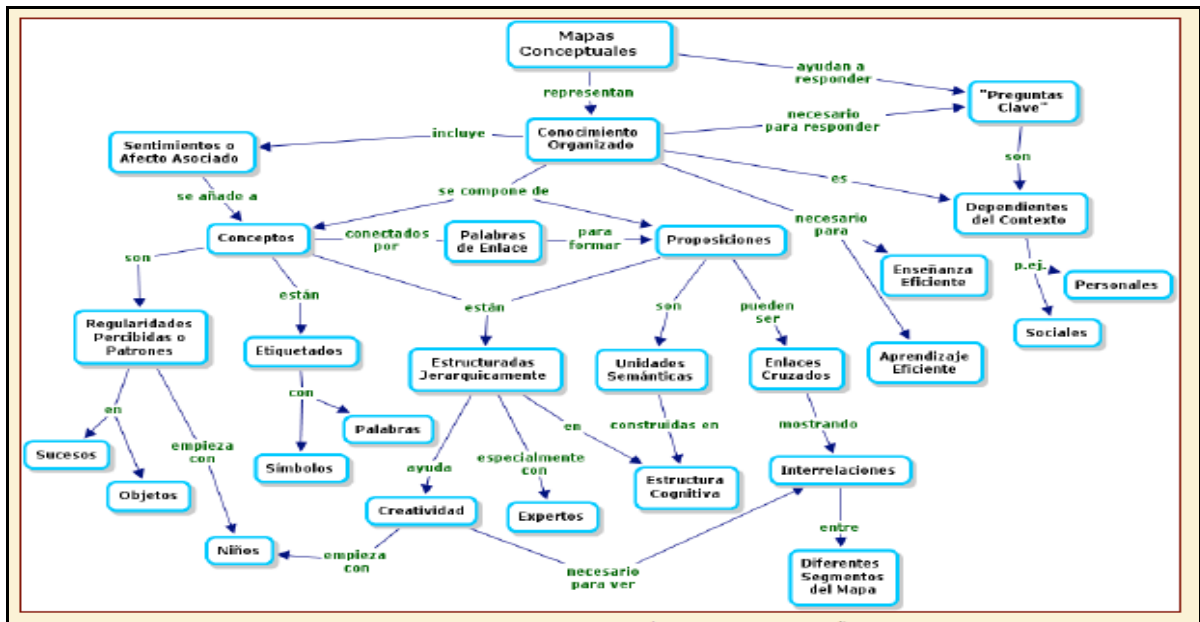 Mapas
Conceptuales
ayudan a
responder
representan
"Preguntas
Clave"
necesario
para responder
Conocimiento
Organizado
incluye
Sentimientos o
Afecto Asociado
son
es
se añade a
se compone de
Dependientes
del Contexto
necesario
para
Conceptos
conectados
por
Palabras
de Enlace
para
formar
Proposiciones
son
p.ej.
Enseñanza
Eficiente
Personales
están
están
son
pueden
ser
Sociales
Regularidades
Percibidas o
Patrones
Etiquetados
Estructuradas
Jerarquicamente
Unidades
Semánticas
Enlaces
Cruzados
Aprendizaje
Eficiente
con
en
Palabras
en
construidas en
mostrando
empieza
con
Sucesos
Símbolos
ayuda
especialmente
con
Interrelaciones
Objetos
Estructura
Cognitiva
Creatividad
Expertos
entre
Niños
empieza
con
necesario
para ver
Diferentes
Segmentos
del Mapa